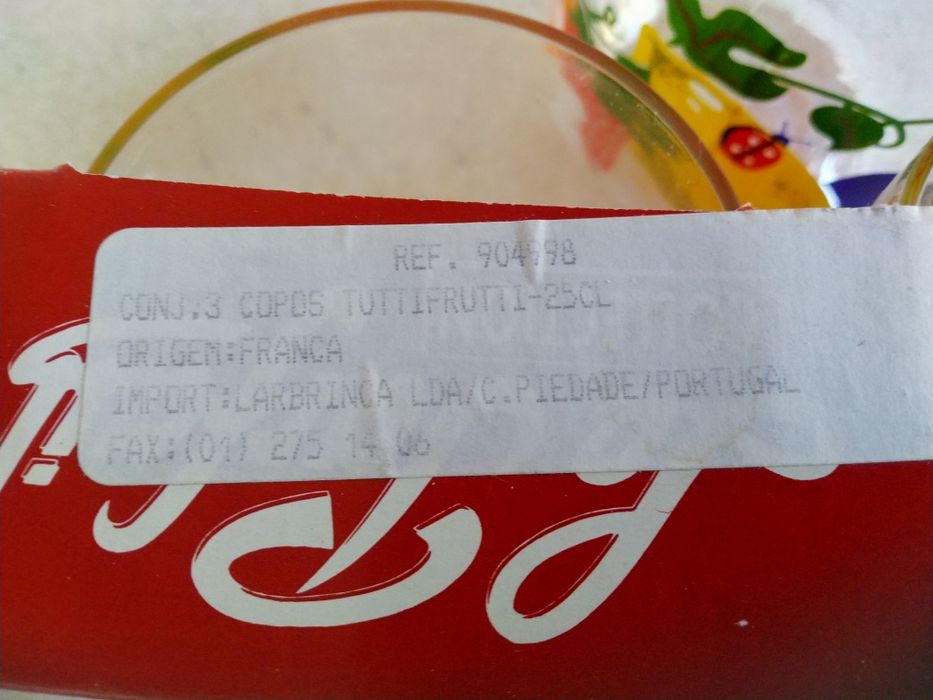 REF. 904998
CONJ.3 COPOS TUTTIFRUTTI-25CL
ORIGEM:FRANCA
IMPORT:LARBRINCA LDA/C.PIEDADE/PORTUGAL
FAX:(01) 275 14 06